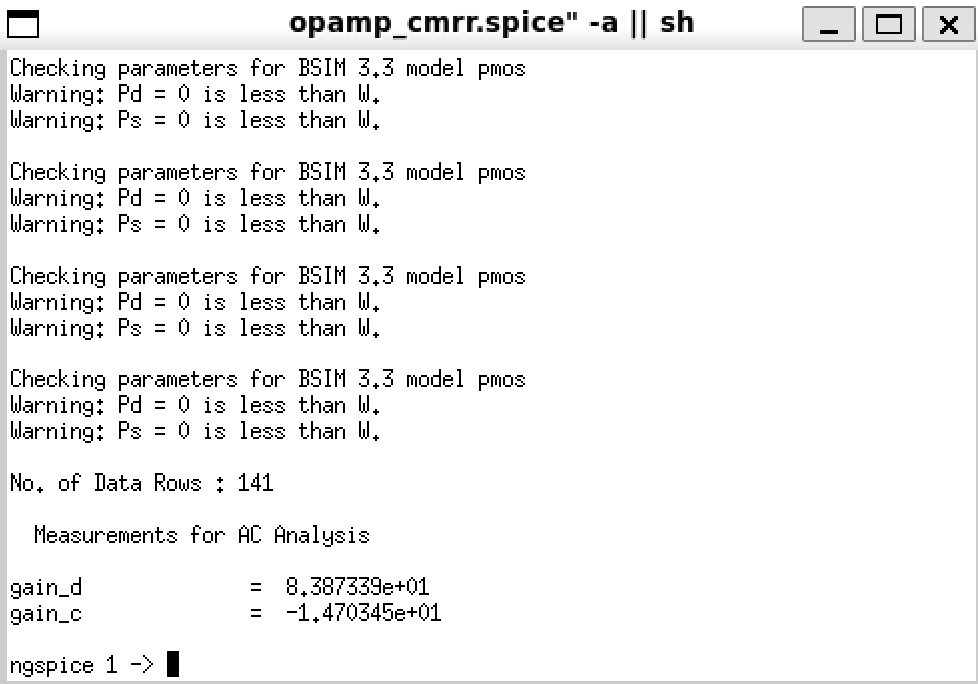 opamp_cmrr.spice" -a || sh
Checking parameters for BSIM 3.3 model pmos
Warning: Pd = 0 is less than W.
Warning: Ps = 0 is less than W.
Checking parameters for BSIM 3.3 model pmos
Warning: Pd = 0 is less than W.
Warning: Ps = 0 is less than W.
Checking parameters for BSIM 3.3 model pmos
Warning: Pd = 0 is less than W.
Warning: Ps = 0 is less than W.
Checking parameters for BSIM 3.3 model pmos
Warning: Pd = 0 is less than W.
Warning: Ps = 0 is less than W.
No. of Data Rows : 141
Measurements for AC Analysis
gain_d = 8.387339e+01
gain_c = -1.470345e+01
ngspice 1 ->